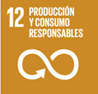 12 PRODUCCIÓN
Y CONSUMO
RESPONSABLES